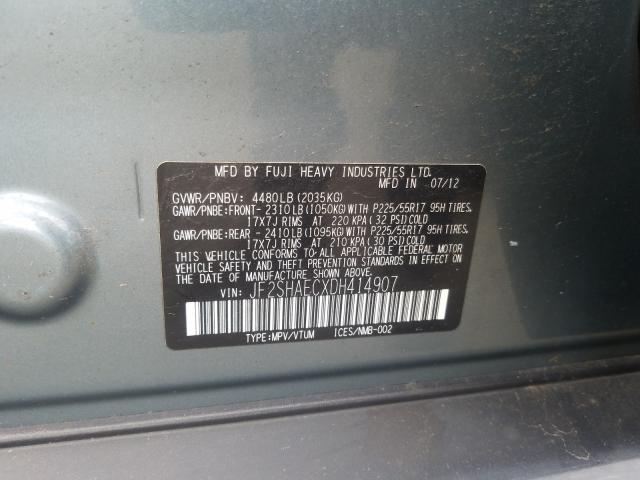 MFD BY FUJI HEAVY INDUSTRIES LTD.
MFD IN 07/12
GVWR/PNBV: 4480LB(2035KG)
GAWR/PNBE:FRONT-2310LB(1050KG)WITH P225/55R17 95H TIRES,
17X7J RIMS AT 220 KPA(32 PSI)COLD
GAWR/PNBE:REAR -2410LB(1095KG)WITH P225/55R17 95H TIRES,
17X7J RIMS AT 210 KPA(30 PSI)COLD
THIS VEHICLE CONFORMS TO ALL APPLICABLE FEDERAL MOTOR
VEHICLE SAFETY AND THEFT PREVENTION STANDARDS IN EFFECT ON
THE DATE OF MANUFACTURE SHOWN ABOVE.
VIN: JF2SHAECXDH414907
TYPE:MPV/VTUM ICES/NMB-002